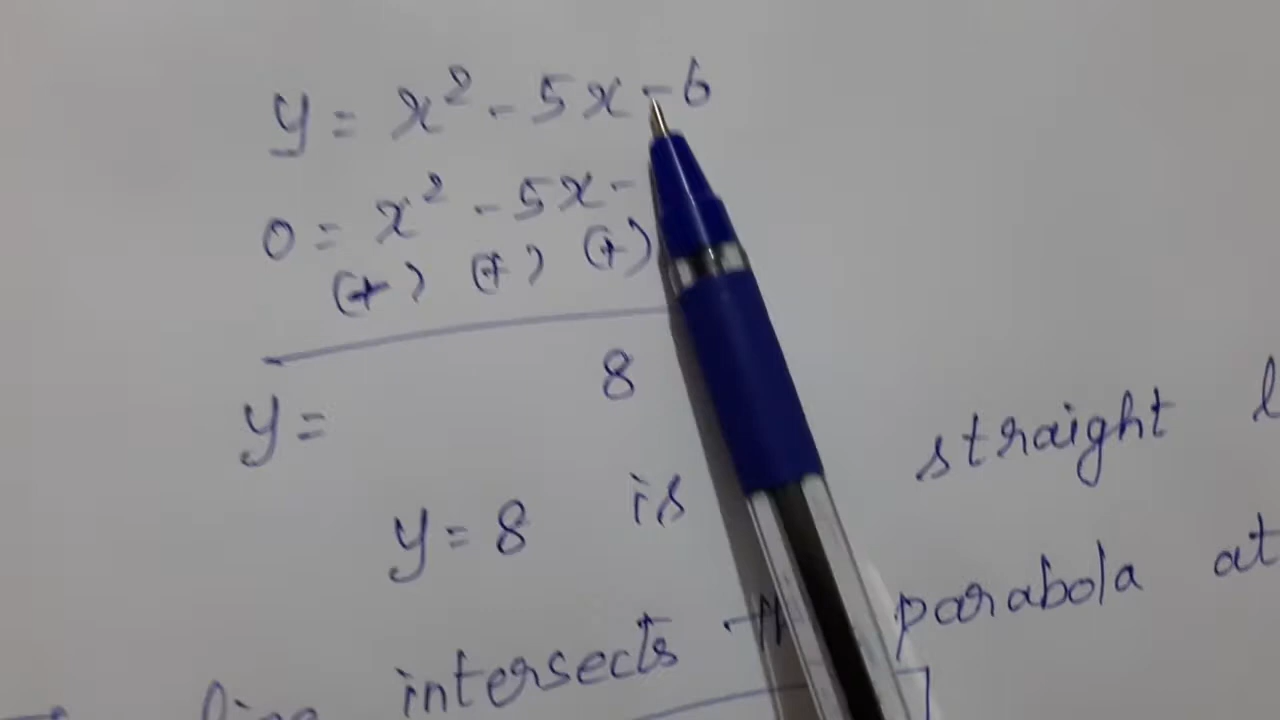 y = x² - 5x - 6
0 = x² - 5x -
(+) (+) (+)
y = 8
y = 8 is straight
intersects parabola at